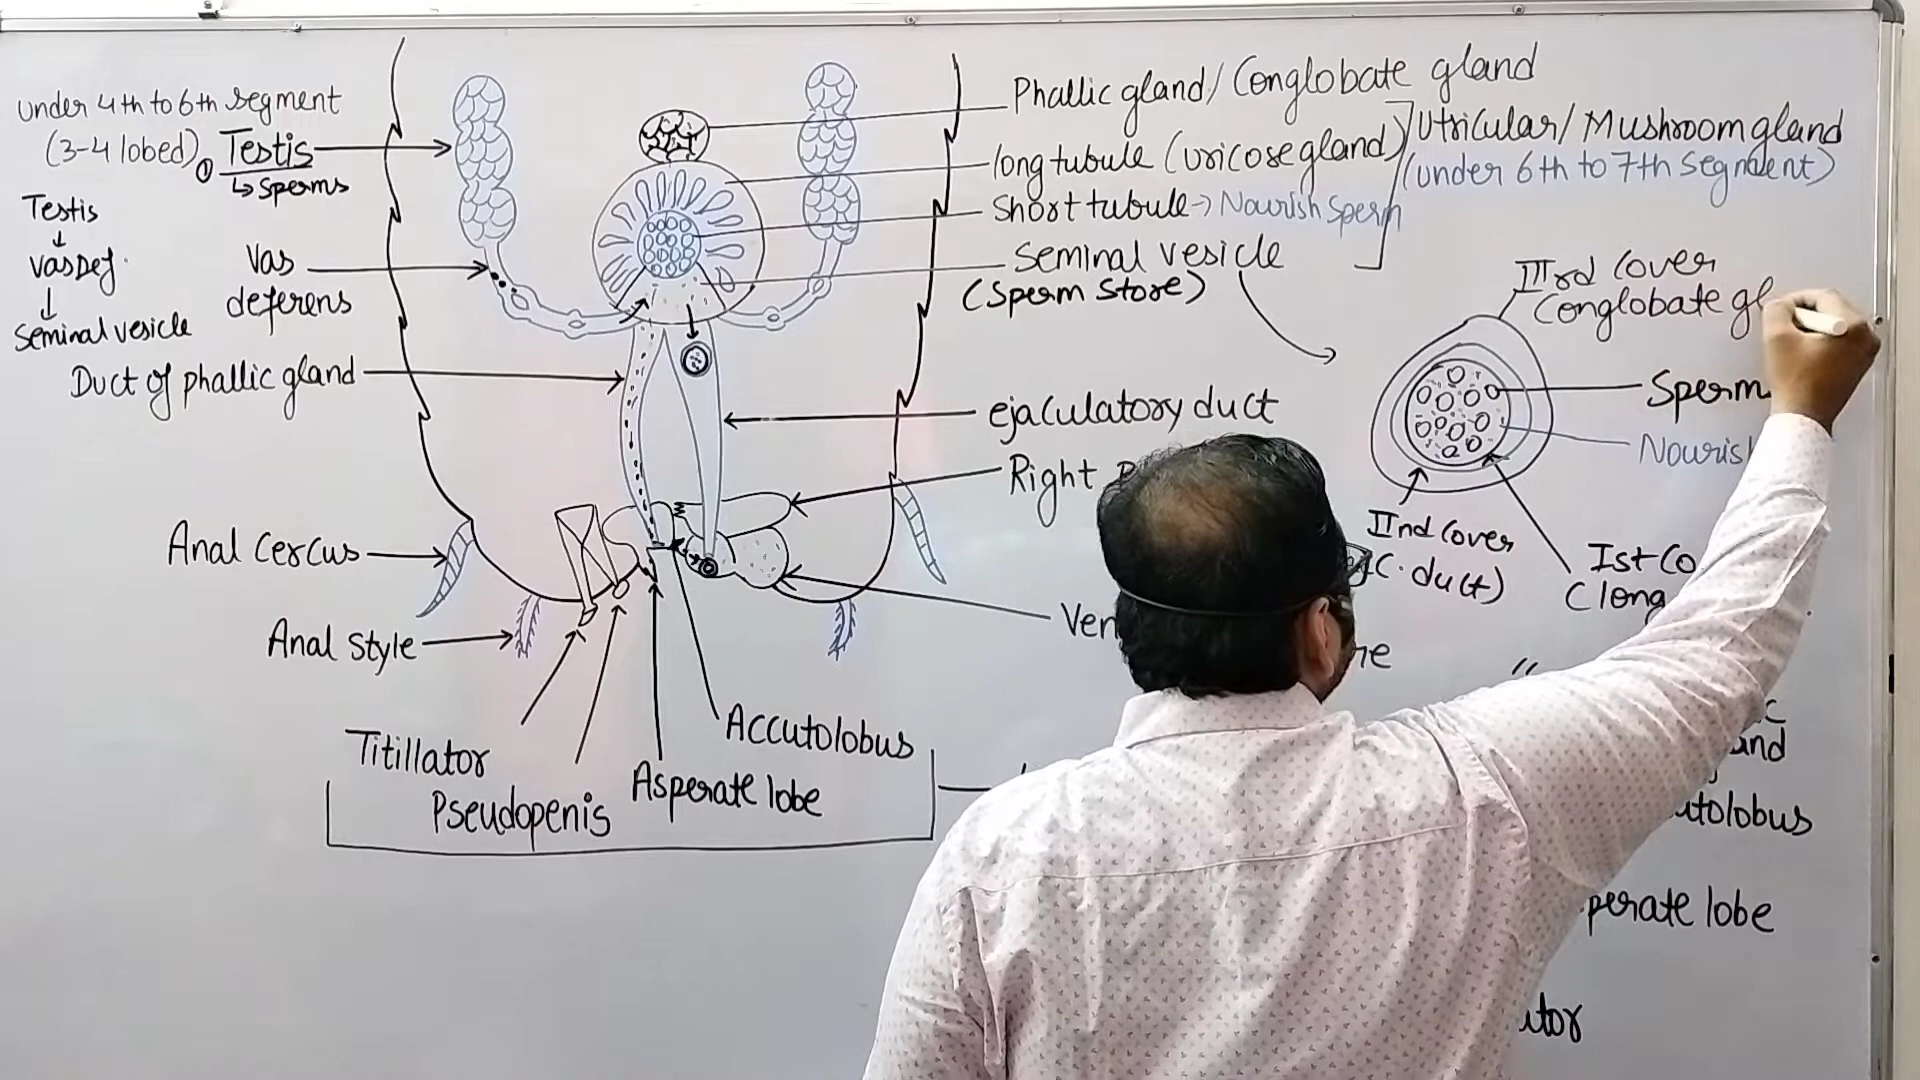 under 4th to 6th segment
(3-4 lobed) ① Testis
↳ Sperms
Testis
↓
Vas Def.
↓
Seminal vesicle
Vas
deferens
Duct of phallic gland
Anal Cercus
Anal Style
Titillator
Pseudopenis
Asperate lobe
Accutolobus
Phallic gland/Conglobate gland
long tubule (Uricose gland)
Short tubule → Nourish Sperm
Seminal vesicle
(Sperm Store)
Utricular/Mushroom gland
(under 6th to 7th Segment)
ejaculatory duct
Right
IIIrd Cover
Conglobate
Sperm
IInd Cover
duct)
Ist
(long
"
utolobus
perate lobe